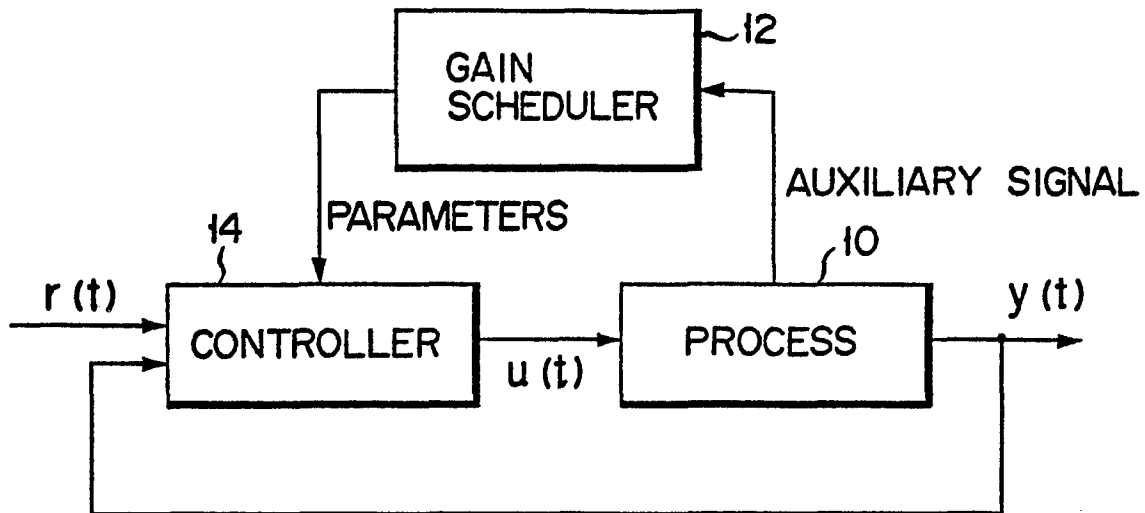 12
GAIN
SCHEDULER
AUXILIARY SIGNAL
PARAMETERS
14
10
r (t)
y (t)
CONTROLLER
PROCESS
u (t)